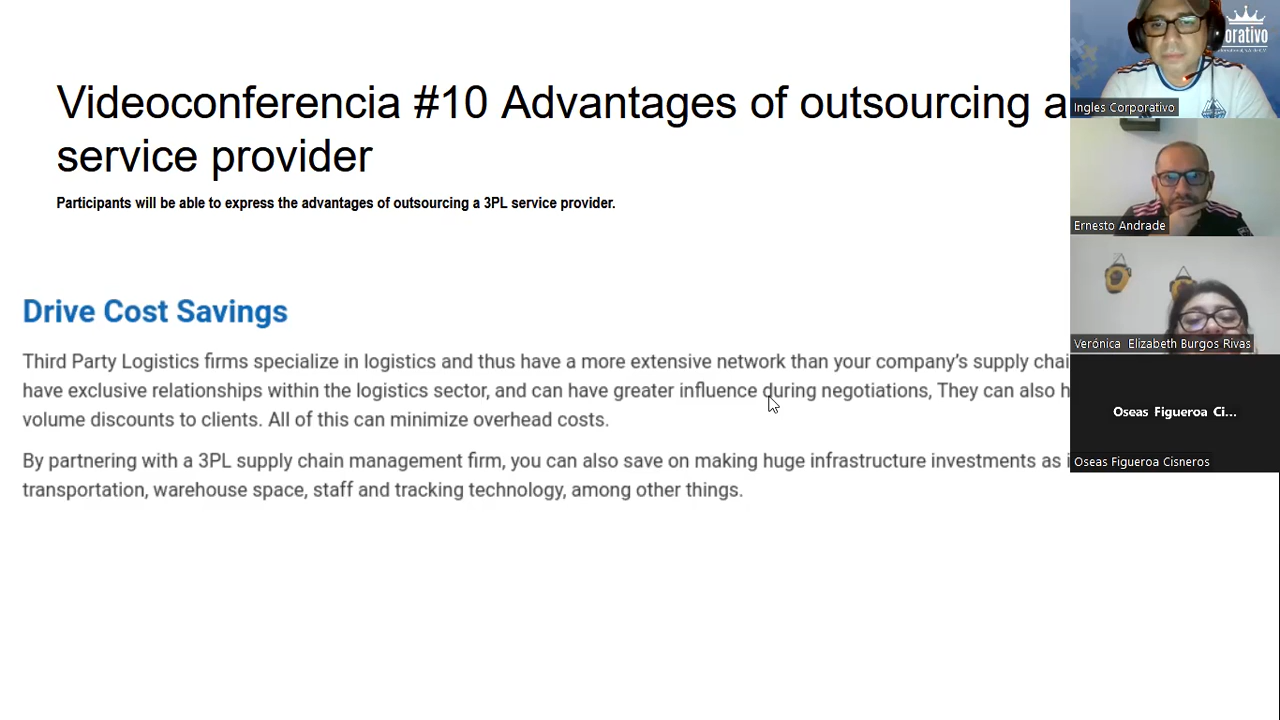 Videoconferencia #10 Advantages of outsourcing a
service provider
Participants will be able to express the advantages of outsourcing a 3PL service provider.
Drive Cost Savings
Third Party Logistics firms specialize in logistics and thus have a more extensive network than your company's supply chai
have exclusive relationships within the logistics sector, and can have greater influence during negotiations, They can also h
volume discounts to clients. All of this can minimize overhead costs.
By partnering with a 3PL supply chain management firm, you can also save on making huge infrastructure investments as i
transportation, warehouse space, staff and tracking technology, among other things.
orativo
Ingles Corporativo
Ernesto Andrade
Verónica Elizabeth Burgos Rivas
Oseas Figueroa Ci...
Oseas Figueroa Cisneros